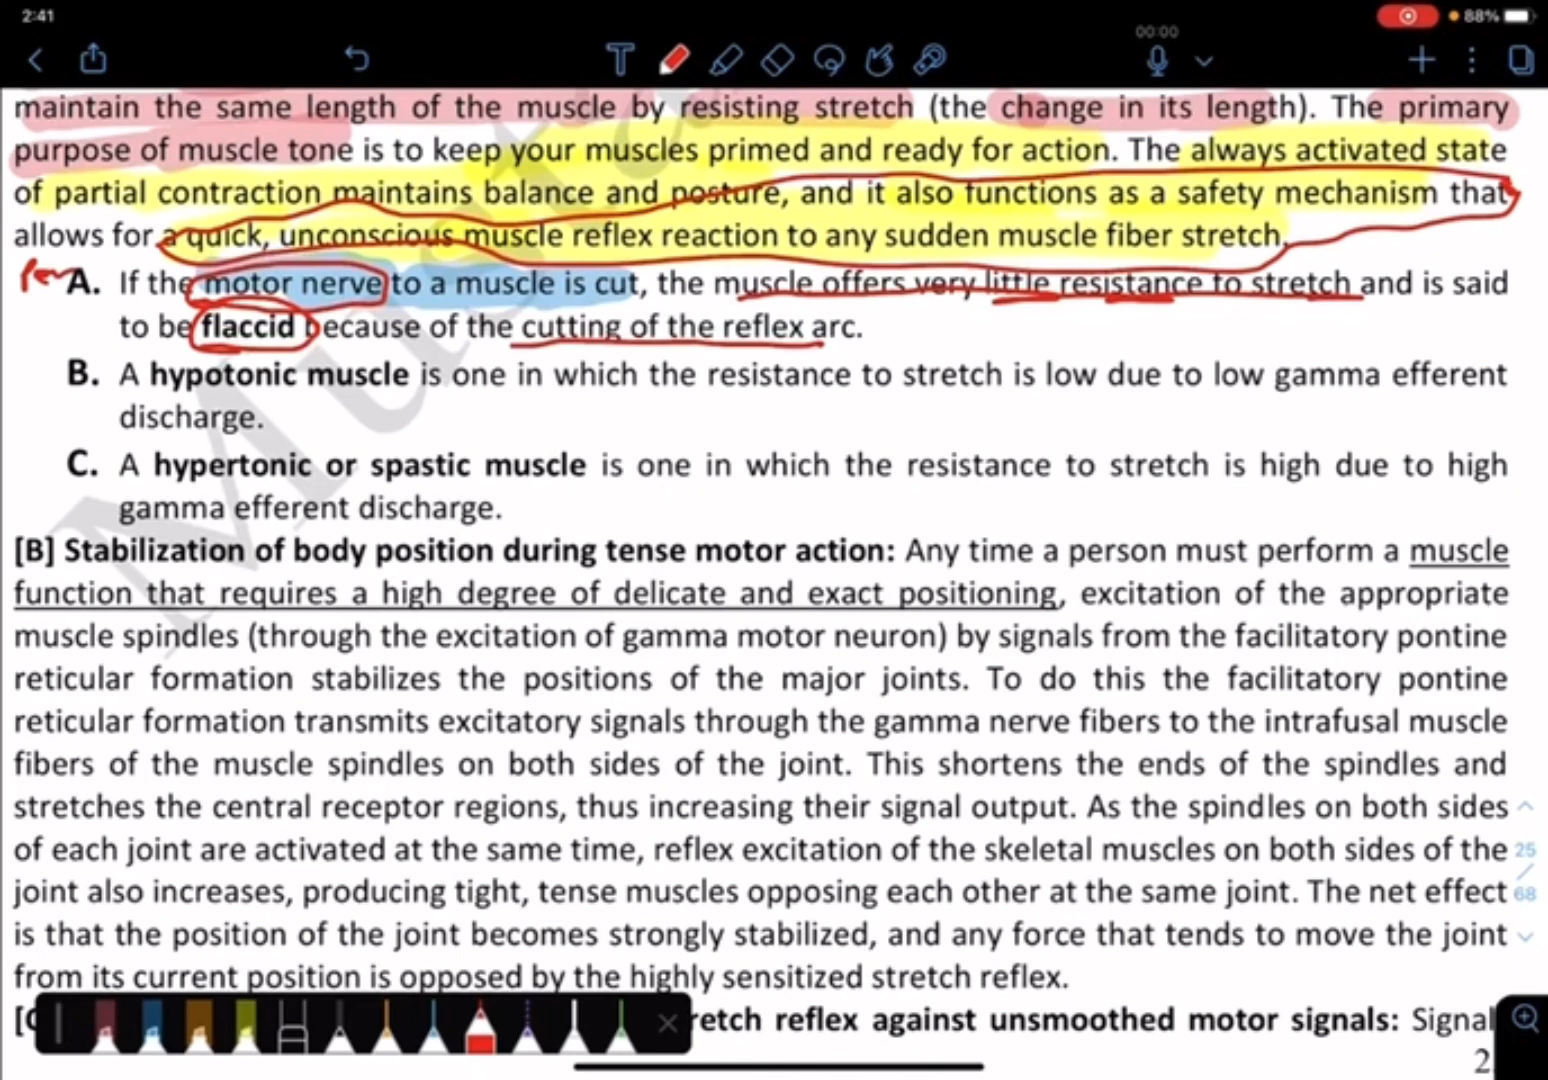 2:41
88%
00:00
maintain the same length of the muscle by resisting stretch (the change in its length). The primary
purpose of muscle tone is to keep your muscles primed and ready for action. The always activated state
of partial contraction maintains balance and posture, and it also functions as a safety mechanism that
allows for a quick, unconscious muscle reflex reaction to any sudden muscle fiber stretch.
A. If the motor nerve to a muscle is cut, the muscle offers very little resistance to stretch and is said
to be flaccid because of the cutting of the reflex arc.
B. A hypotonic muscle is one in which the resistance to stretch is low due to low gamma efferent
discharge.
C. A hypertonic or spastic muscle is one in which the resistance to stretch is high due to high
gamma efferent discharge.
[B] Stabilization of body position during tense motor action: Any time a person must perform a muscle
function that requires a high degree of delicate and exact positioning, excitation of the appropriate
muscle spindles (through the excitation of gamma motor neuron) by signals from the facilitatory pontine
reticular formation stabilizes the positions of the major joints. To do this the facilitatory pontine
reticular formation transmits excitatory signals through the gamma nerve fibers to the intrafusal muscle
fibers of the muscle spindles on both sides of the joint. This shortens the ends of the spindles and
stretches the central receptor regions, thus increasing their signal output. As the spindles on both sides
of each joint are activated at the same time, reflex excitation of the skeletal muscles on both sides of the
25
joint also increases, producing tight, tense muscles opposing each other at the same joint. The net effect
68
is that the position of the joint becomes strongly stabilized, and any force that tends to move the joint
from its current position is opposed by the highly sensitized stretch reflex.
retch reflex against unsmoothed motor signals: Signal
2